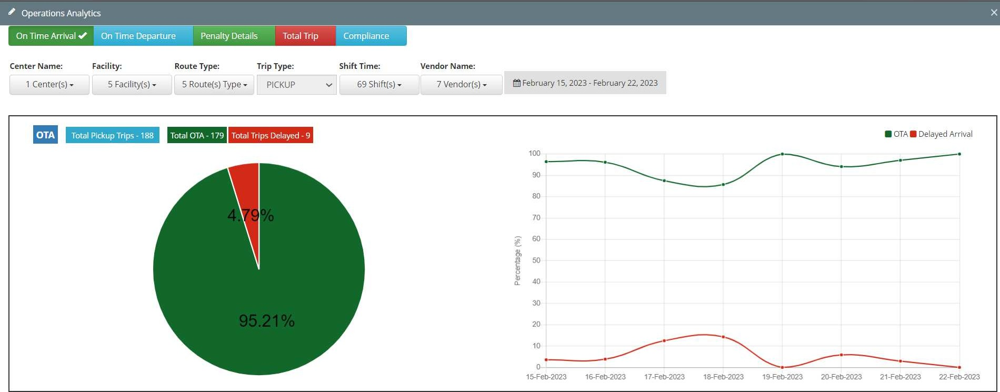 Operations Analytics
On Time Arrival On Time Departure Penalty Details Total Trip Compliance
Center Name: Facility: Route Type: Trip Type: Shift Time: Vendor Name:
1 Center(s) 5 Facility(s) 5 Route(s) Type PICKUP 69 Shift(s) 7 Vendor(s) February 15, 2023 - February 22, 2023
OTA Total Pickup Trips - 188 Total OTA - 179 Total Trips Delayed - 9
4.79%
95.21%
OTA Delayed Arrival
Percentage (%)
100
90
80
70
60
50
40
30
20
10
0
15-Feb-2023 16-Feb-2023 17-Feb-2023 18-Feb-2023 19-Feb-2023 20-Feb-2023 21-Feb-2023 22-Feb-2023